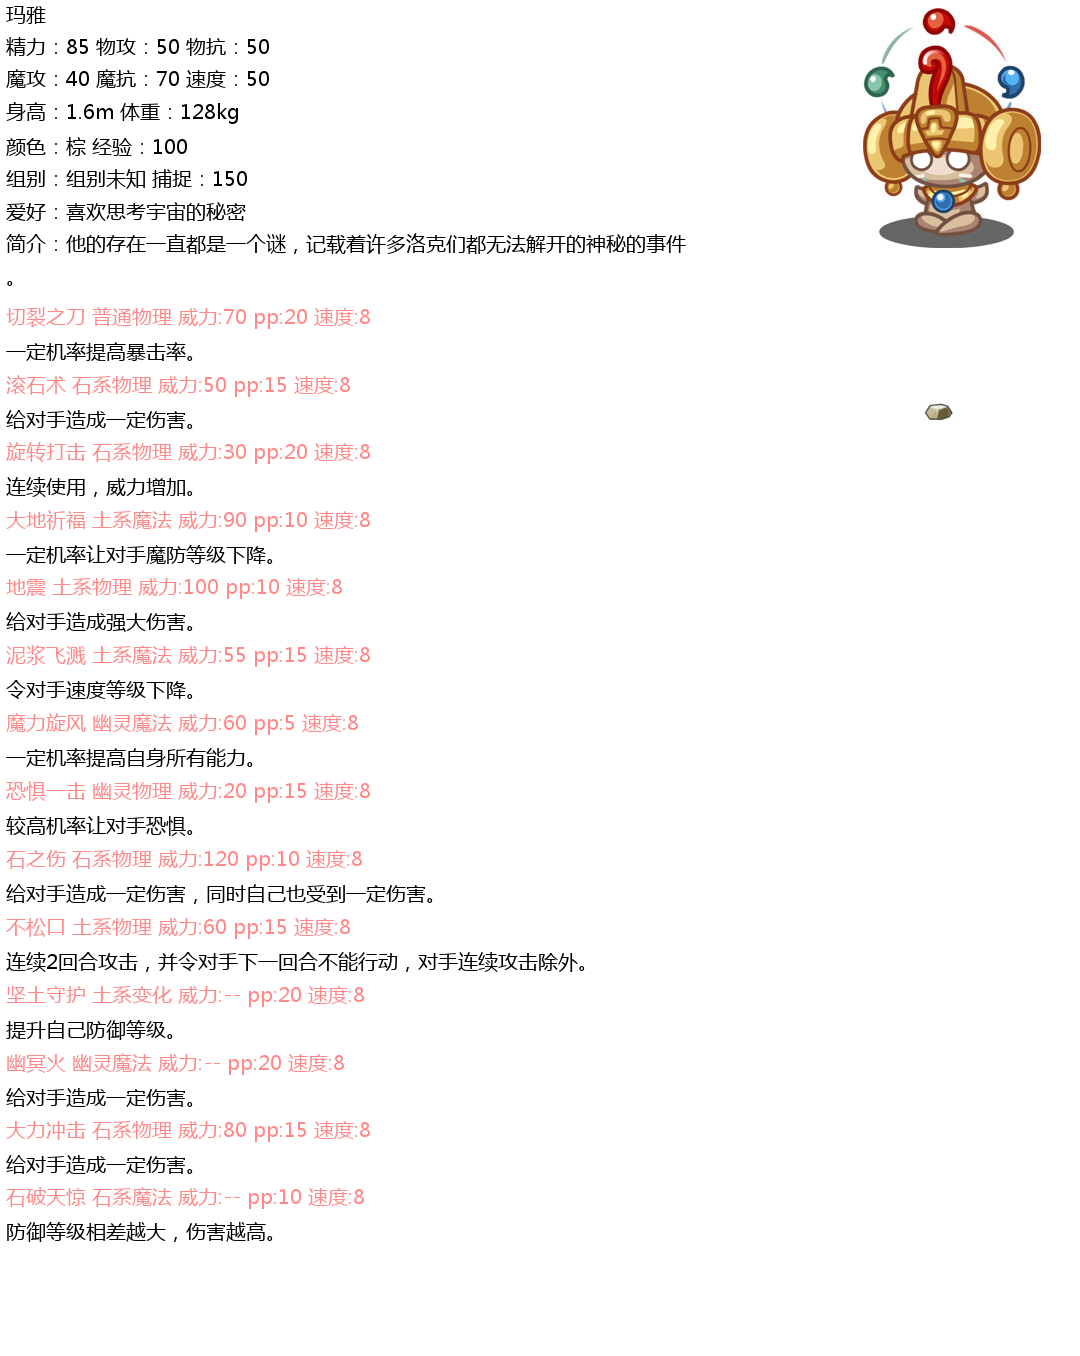 玛雅
精力：85 物攻：50 物抗：50
魔攻：40 魔抗：70 速度：50
身高：1.6m 体重：128kg
颜色：棕 经验：100
组别：组别未知 捕捉：150
爱好：喜欢思考宇宙的秘密
简介：他的存在一直都是一个谜，记载着许多洛克们都无法解开的神秘的事件
。
切裂之刀 普通物理 威力:70 pp:20 速度:8
一定机率提高暴击率。
滚石术 石系物理 威力:50 pp:15 速度:8
给对手造成一定伤害。
旋转打击 石系物理 威力:30 pp:20 速度:8
连续使用，威力增加。
大地祈福 土系魔法 威力:90 pp:10 速度:8
一定机率让对手魔防等级下降。
地震 土系物理 威力:100 pp:10 速度:8
给对手造成强大伤害。
泥浆飞溅 土系魔法 威力:55 pp:15 速度:8
令对手速度等级下降。
魔力旋风 幽灵魔法 威力:60 pp:5 速度:8
一定机率提高自身所有能力。
恐惧一击 幽灵物理 威力:20 pp:15 速度:8
较高机率让对手恐惧。
石之伤 石系物理 威力:120 pp:10 速度:8
给对手造成一定伤害，同时自己也受到一定伤害。
不松口 土系物理 威力:60 pp:15 速度:8
连续2回合攻击，并令对手下一回合不能行动，对手连续攻击除外。
坚土守护 土系变化 威力:-- pp:20 速度:8
提升自己防御等级。
幽冥火 幽灵魔法 威力:-- pp:20 速度:8
给对手造成一定伤害。
大力冲击 石系物理 威力:80 pp:15 速度:8
给对手造成一定伤害。
石破天惊 石系魔法 威力:-- pp:10 速度:8
防御等级相差越大，伤害越高。